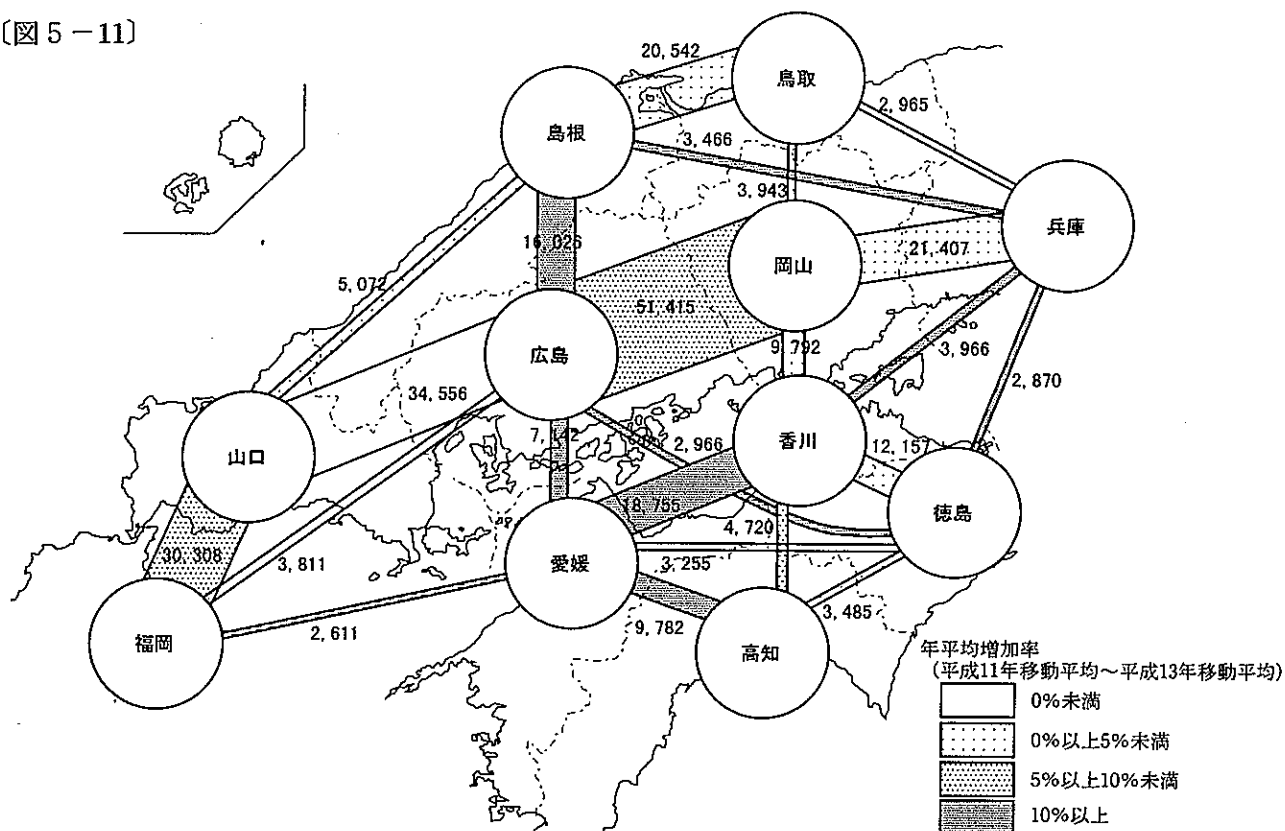 〔図5－11〕
20,542
鳥取
島根
2,965
3,466
3,943
兵庫
16,026
岡山
21,407
5,072
51,415
広島
9,792
3,966
34,556
2,870
山口
7,142
2,966
香川
12,157
18,755
4,720
徳島
30,308
3,811
愛媛
3,255
3,485
福岡
2,611
9,782
高知
年平均増加率
(平成11年移動平均～平成13年移動平均)
0%未満
0%以上5%未満
5%以上10%未満
10%以上